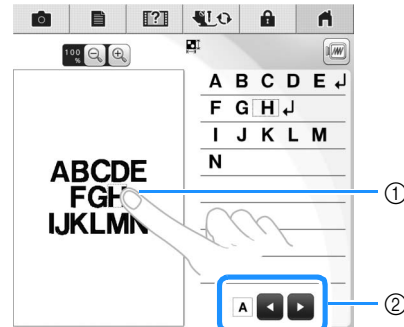 100 %
ABCDE
FGH
IJKLMN
A B C D E ↲
F G H ↲
I J K L M
N
A
①
②